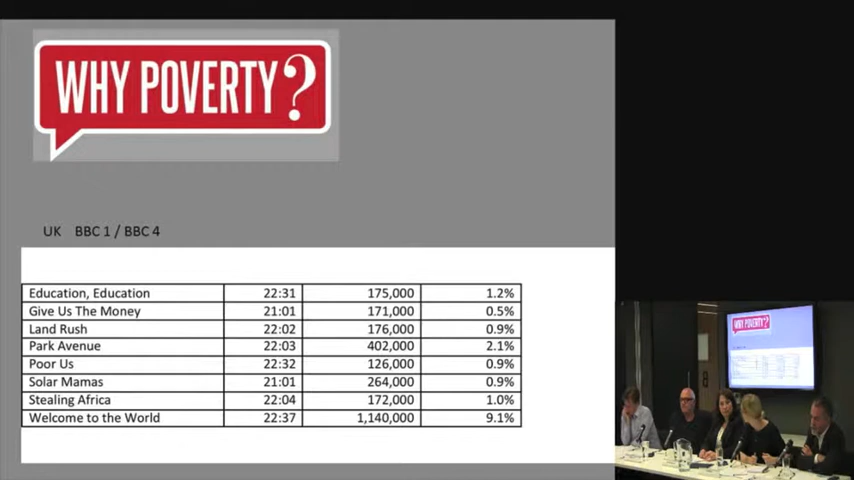 WHY POVERTY?
UK BBC 1 / BBC 4
Education, Education 22:31 175,000 1.2%
Give Us The Money 21:01 171,000 0.5%
Land Rush 22:02 176,000 0.9%
Park Avenue 22:03 402,000 2.1%
Poor Us 22:32 126,000 0.9%
Solar Mamas 21:01 264,000 0.9%
Stealing Africa 22:04 172,000 1.0%
Welcome to the World 22:37 1,140,000 9.1%
WHY POVERTY?